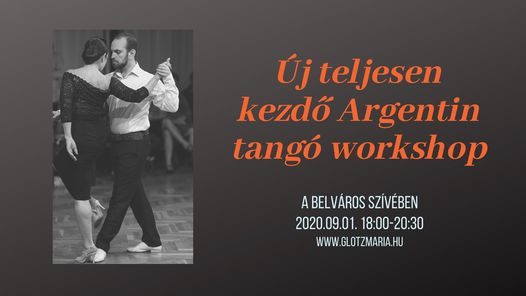 Új teljesen
kezdő Argentin
tangó workshop
A BELVÁROS SZÍVÉBEN
2020.09.01. 18:00-20:30
WWW.GLOTZMARIA.HU